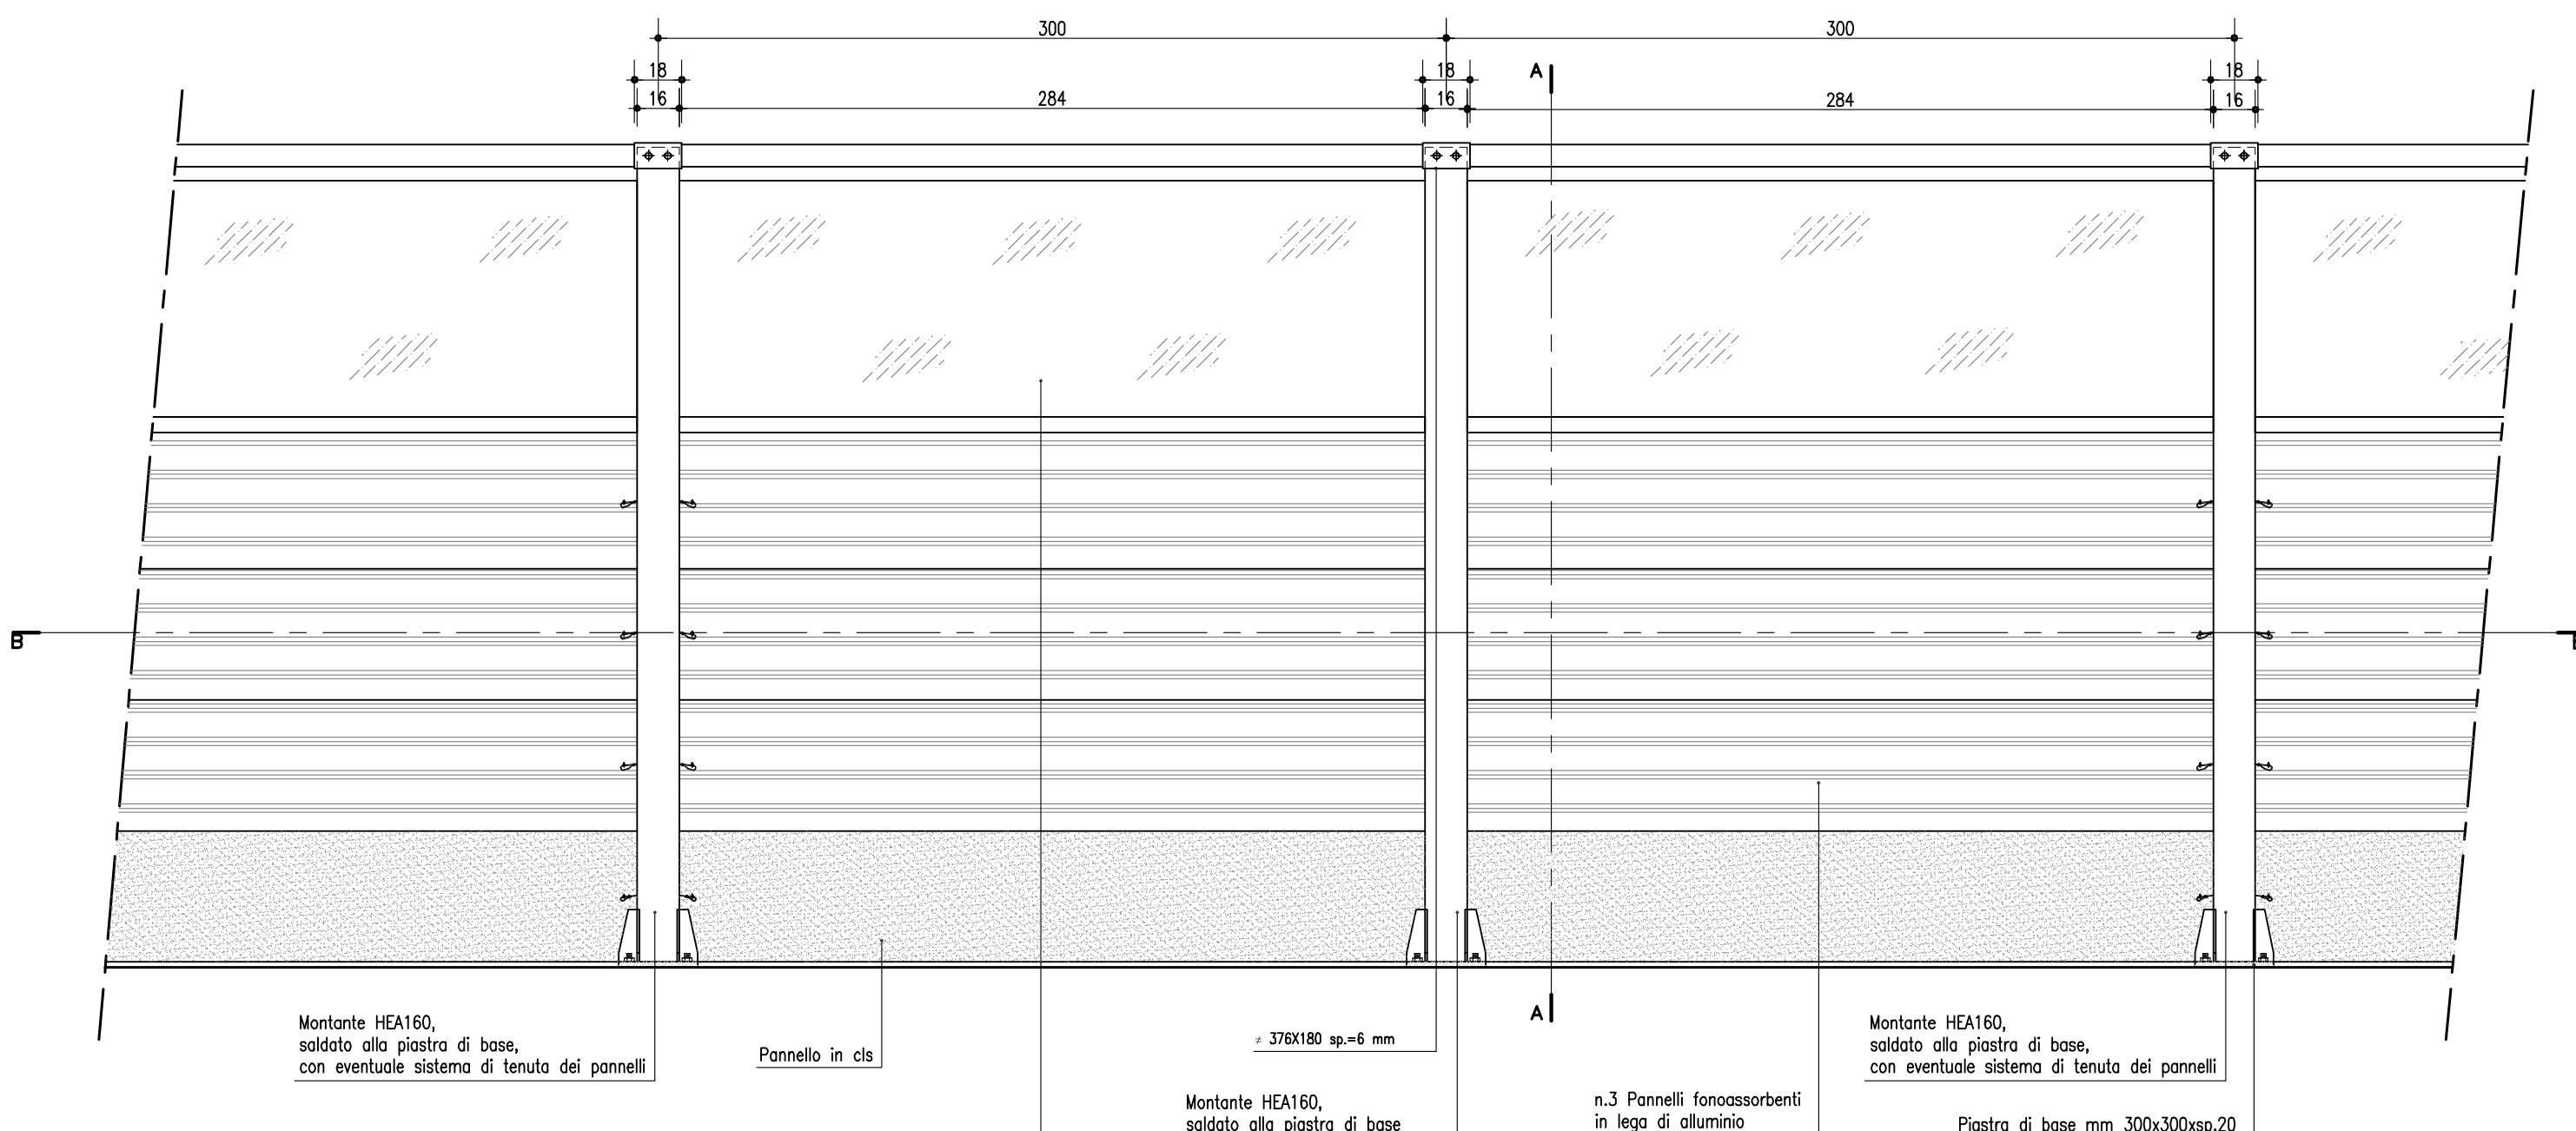 300 300
18 18 A 18
16 284 16 284 16
B
Montante HEA160,
saldato alla piastra di base,
con eventuale sistema di tenuta dei pannelli
Pannello in cls
≠ 376X180 sp.=6 mm
A
Montante HEA160,
saldato alla piastra di base,
con eventuale sistema di tenuta dei pannelli
Montante HEA160,
saldato alla piastra di base
n.3 Pannelli fonoassorbenti
in lega di alluminio
Piastra di base mm 300x300xsp.20